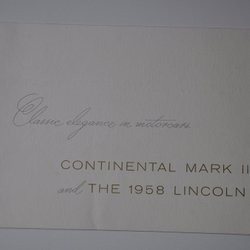 Classic elegance in motorcars
CONTINENTAL MARK II
and THE 1958 LINCOLN